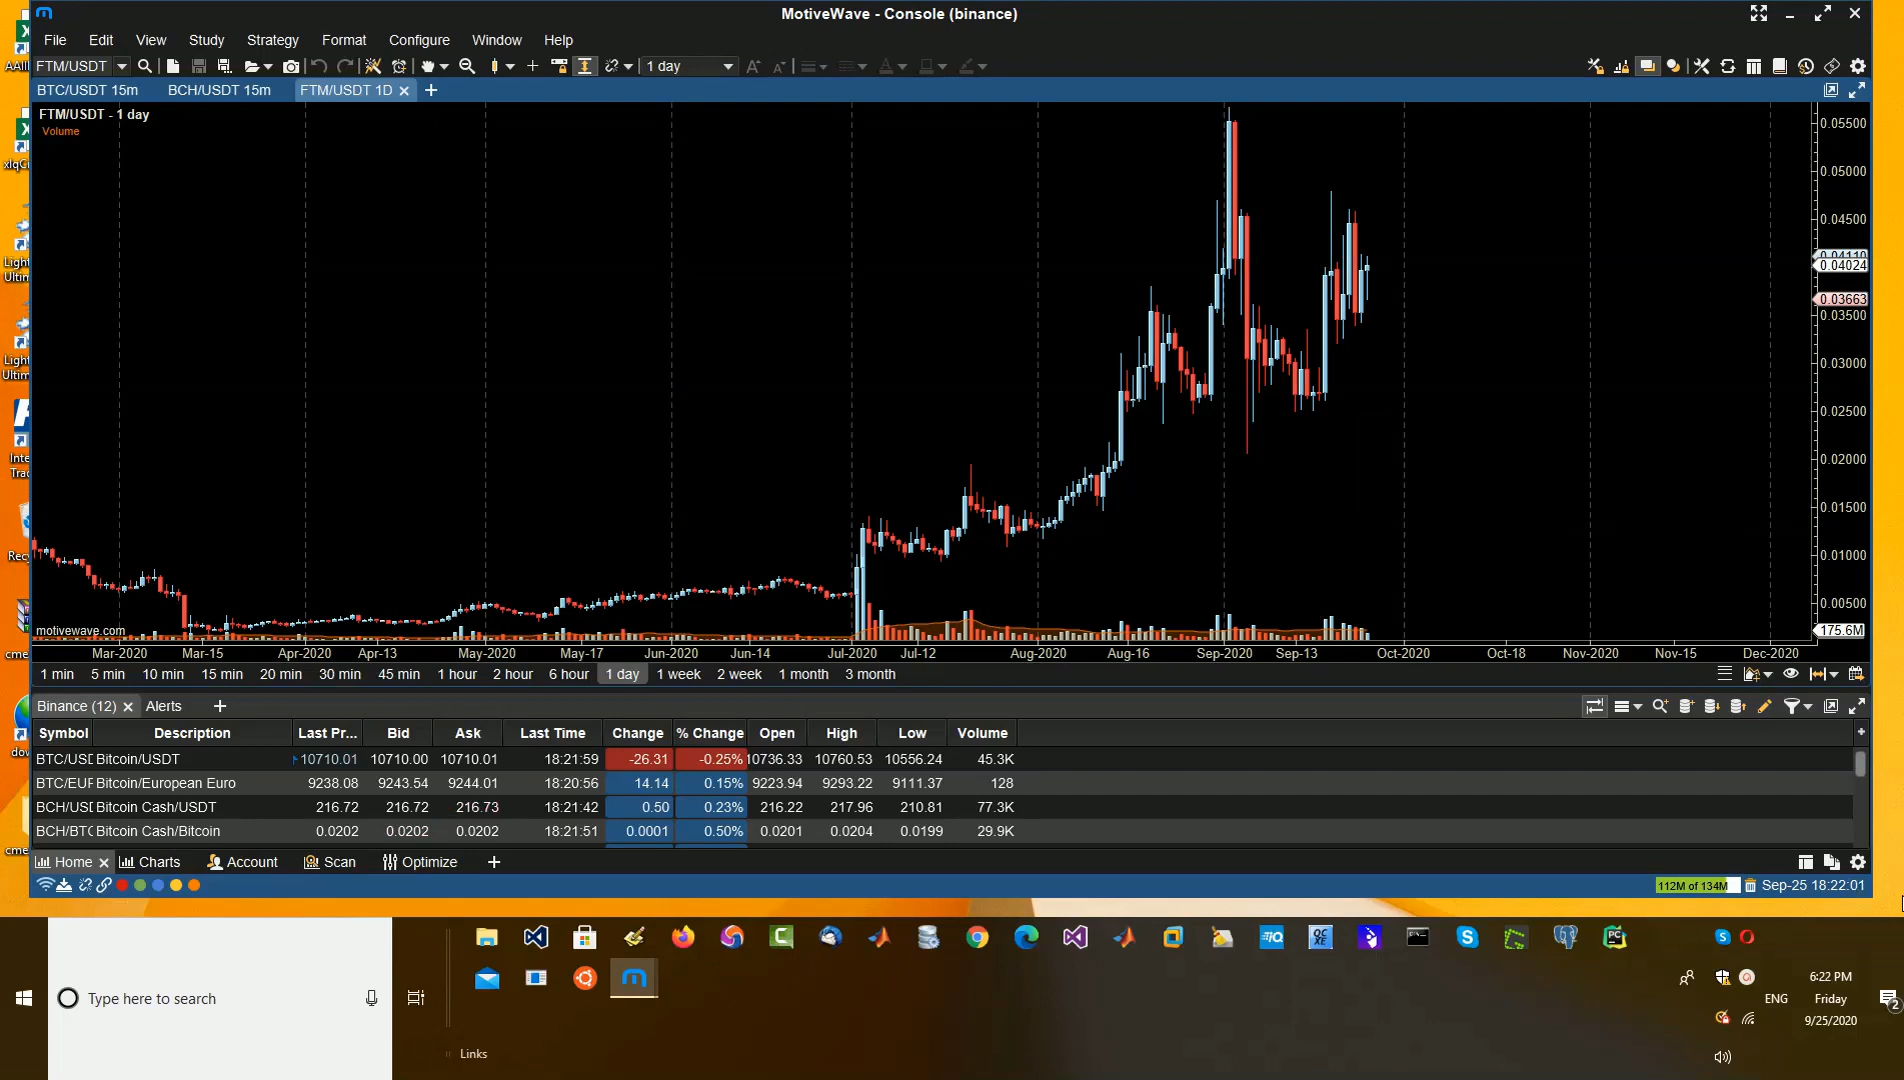 MotiveWave - Console (binance)
File Edit View Study Strategy Format Configure Window Help
FTM/USDT 1 day
BTC/USDT 15m BCH/USDT 15m FTM/USDT 1D
FTM/USDT - 1 day
Volume
0.05500
0.05000
0.04500
0.04110
0.04024
0.03663
0.03500
0.03000
0.02500
0.02000
0.01500
0.01000
0.00500
175.6M
motivewave.com
Mar-2020 Mar-15 Apr-2020 Apr-13 May-2020 May-17 Jun-2020 Jun-14 Jul-2020 Jul-12 Aug-2020 Aug-16 Sep-2020 Sep-13 Oct-2020 Oct-18 Nov-2020 Nov-15 Dec-2020
1 min 5 min 10 min 15 min 20 min 30 min 45 min 1 hour 2 hour 6 hour 1 day 1 week 2 week 1 month 3 month
Binance (12) Alerts
Symbol Description Last Pr... Bid Ask Last Time Change % Change Open High Low Volume
BTC/USD Bitcoin/USDT 10710.01 10710.00 10710.01 18:21:59 -26.31 -0.25% 10736.33 10760.53 10556.24 45.3K
BTC/EUR Bitcoin/European Euro 9238.08 9243.54 9244.01 18:20:56 14.14 0.15% 9223.94 9293.22 9111.37 128
BCH/USD Bitcoin Cash/USDT 216.72 216.72 216.73 18:21:42 0.50 0.23% 216.22 217.96 210.81 77.3K
BCH/BTC Bitcoin Cash/Bitcoin 0.0202 0.0202 0.0202 18:21:51 0.0001 0.50% 0.0201 0.0204 0.0199 29.9K
Home Charts Account Scan Optimize
112M of 134M Sep-25 18:22:01
Type here to search
Links
ENG
6:22 PM
Friday
9/25/2020
2